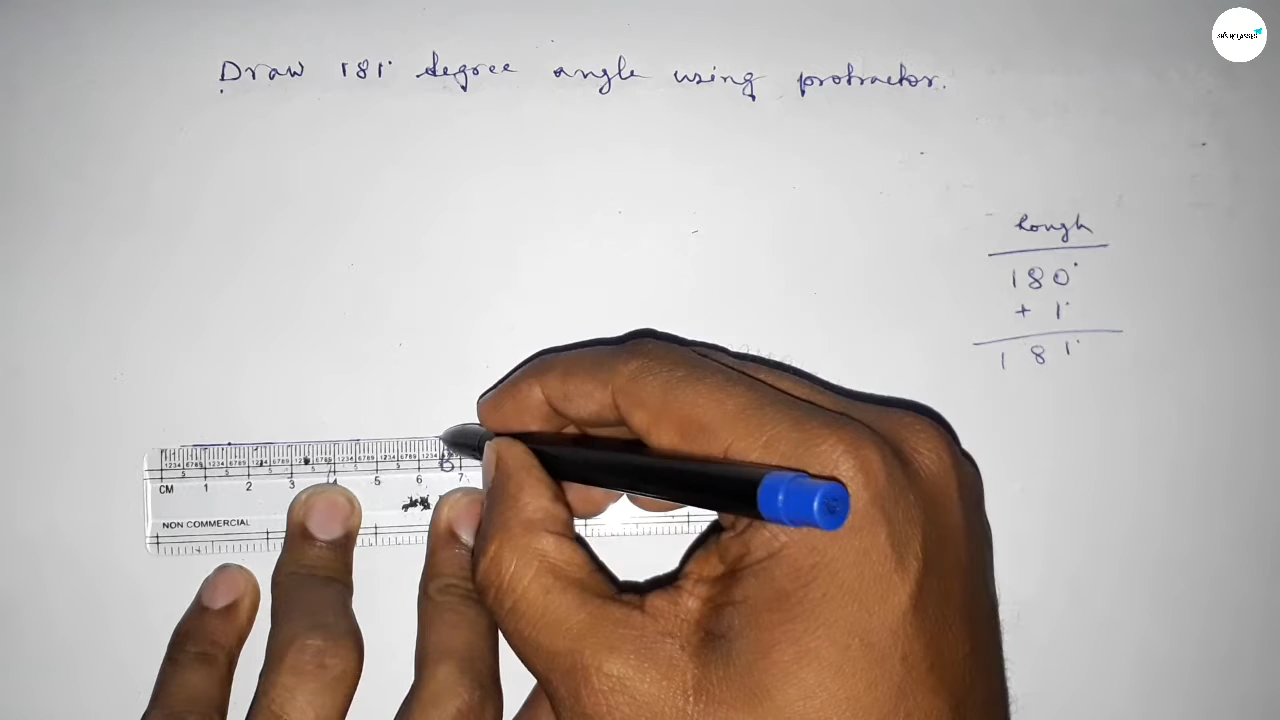 Draw 181° degree angle using protractor.
Rough
180°
+ 1°
181°
B
CM 1 2 3 4 5 6 7
NON COMMERCIAL